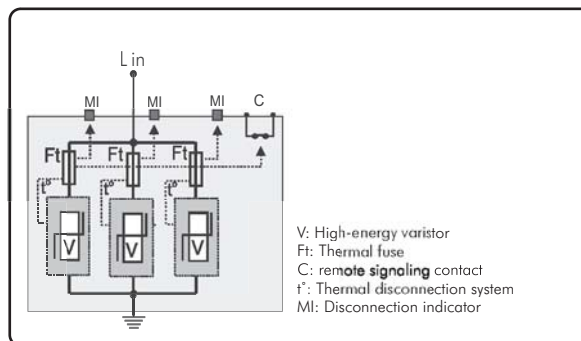 L in
MI MI MI C
Ft Ft Ft
t° t° t°
V V V
V: High-energy varistor
Ft: Thermal fuse
C: remote signaling contact
t°: Thermal disconnection system
MI: Disconnection indicator